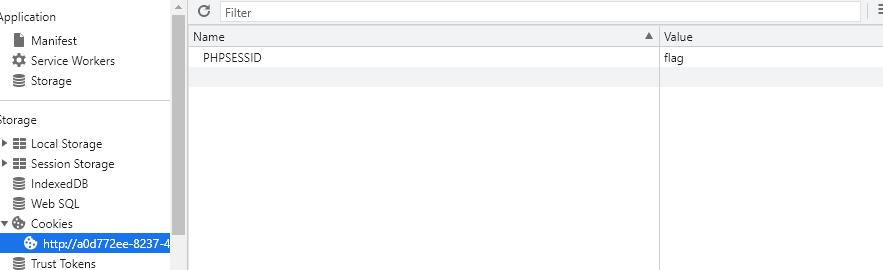 Application
Manifest
Service Workers
Storage
Storage
Local Storage
Session Storage
IndexedDB
Web SQL
Cookies
http://a0d772ee-8237-4
Trust Tokens
Filter
Name Value
PHPSESSID flag